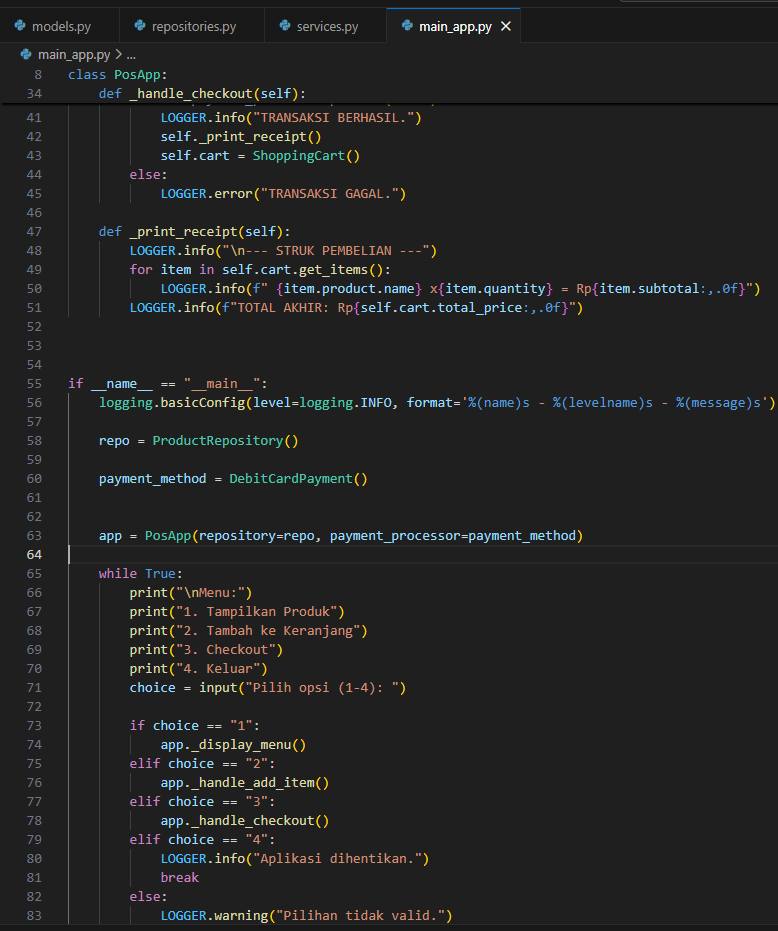 models.py repositories.py services.py main_app.py
main_app.py > ...
8 class PosApp:
34     def _handle_checkout(self):
41             LOGGER.info("TRANSAKSI BERHASIL.")
42             self._print_receipt()
43             self.cart = ShoppingCart()
44         else:
45             LOGGER.error("TRANSAKSI GAGAL.")
46
47     def _print_receipt(self):
48         LOGGER.info("\n--- STRUK PEMBELIAN ---")
49         for item in self.cart.get_items():
50             LOGGER.info(f" {item.product.name} x{item.quantity} = Rp{item.subtotal:,.0f}")
51         LOGGER.info(f"TOTAL AKHIR: Rp{self.cart.total_price:,.0f}")
52
53
54
55 if __name__ == "__main__":
56     logging.basicConfig(level=logging.INFO, format='%(name)s - %(levelname)s - %(message)s')
57
58     repo = ProductRepository()
59
60     payment_method = DebitCardPayment()
61
62
63     app = PosApp(repository=repo, payment_processor=payment_method)
64
65     while True:
66         print("\nMenu:")
67         print("1. Tampilkan Produk")
68         print("2. Tambah ke Keranjang")
69         print("3. Checkout")
70         print("4. Keluar")
71         choice = input("Pilih opsi (1-4): ")
72
73         if choice == "1":
74             app._display_menu()
75         elif choice == "2":
76             app._handle_add_item()
77         elif choice == "3":
78             app._handle_checkout()
79         elif choice == "4":
80             LOGGER.info("Aplikasi dihentikan.")
81             break
82         else:
83             LOGGER.warning("Pilihan tidak valid.")